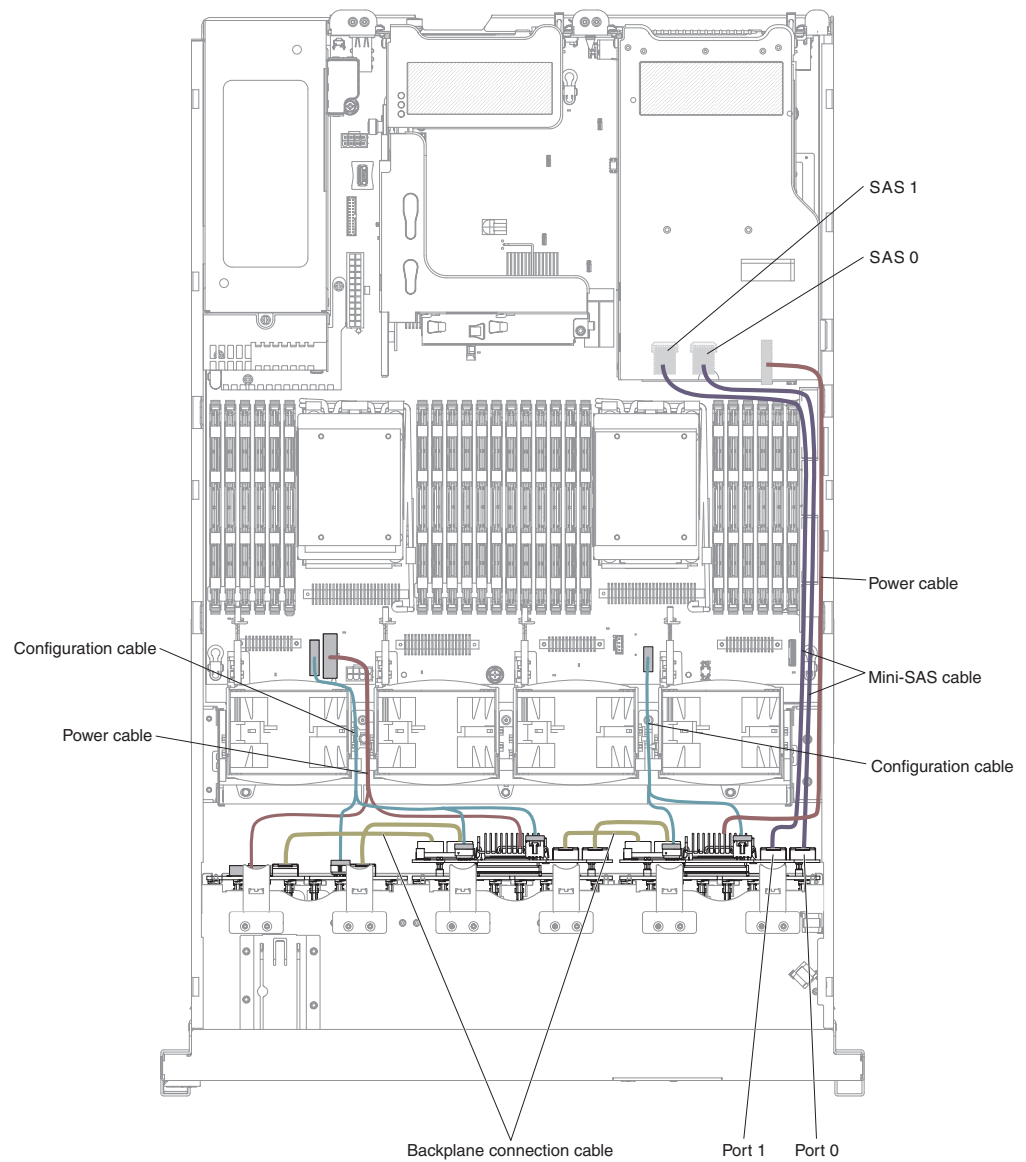 SAS 1
SAS 0
Power cable
Configuration cable
Mini-SAS cable
Power cable
Configuration cable
Backplane connection cable
Port 1
Port 0